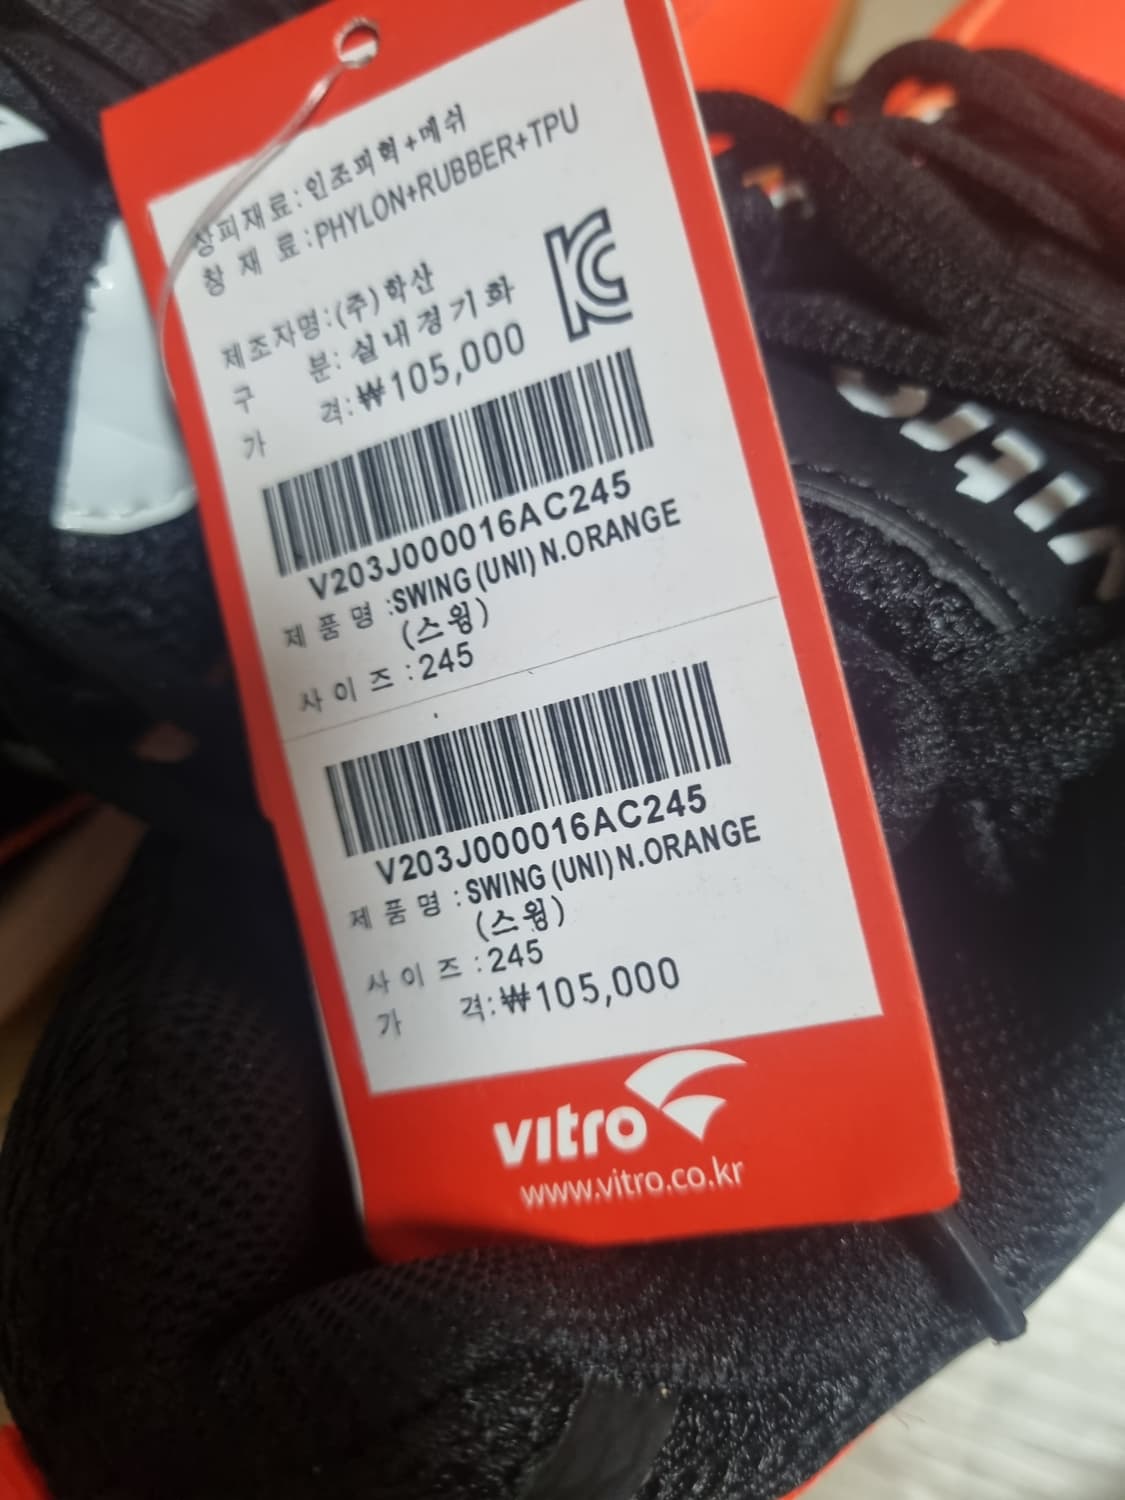 상피재료:인조피혁+메쉬
창 재 료:PHYLON+RUBBER+TPU
제조자명:(주)학산
구 분: 실내경기화
가 격:₩105,000
V203J000016AC245
제 품 명 :SWING (UNI) N.ORANGE
(스윙)
사 이 즈 :245
V203J000016AC245
제 품 명 :SWING (UNI) N.ORANGE
(스윙)
사 이 즈 :245
가 격:₩105,000
vitro
www.vitro.co.kr
VITRO